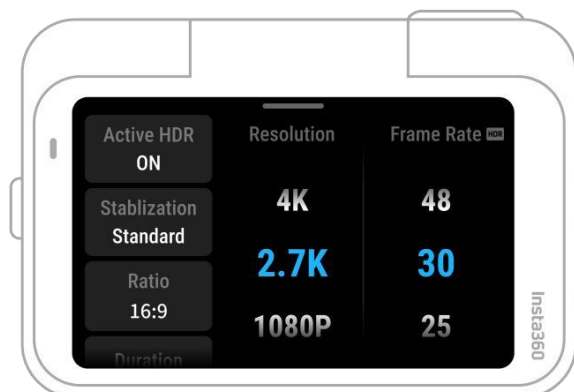 Active HDR
ON
Stablization
Standard
Ratio
16:9
Duration
Resolution
4K
2.7K
1080P
Frame Rate HDR
48
30
25
Insta360